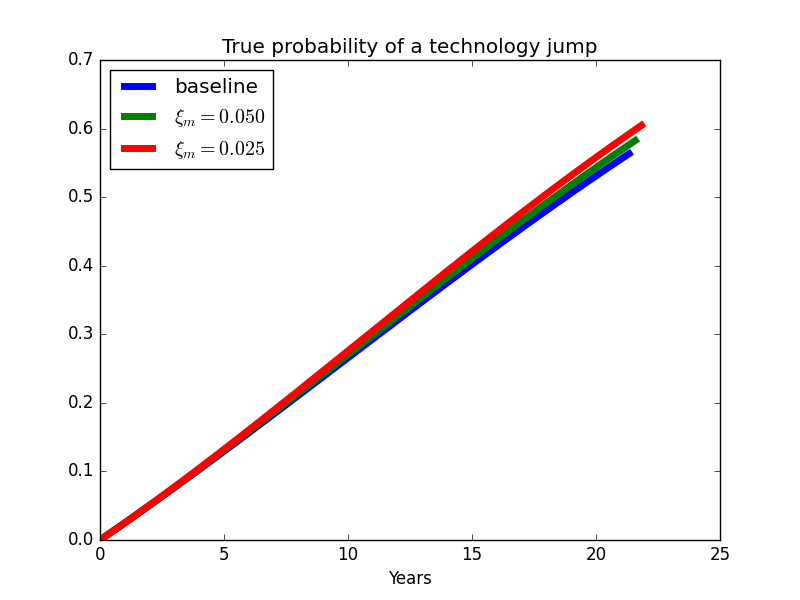 True probability of a technology jump
0.7
0.6
0.5
0.4
0.3
0.2
0.1
0.0
baseline
ξₘ = 0.050
ξₘ = 0.025
0 5 10 15 20 25
Years